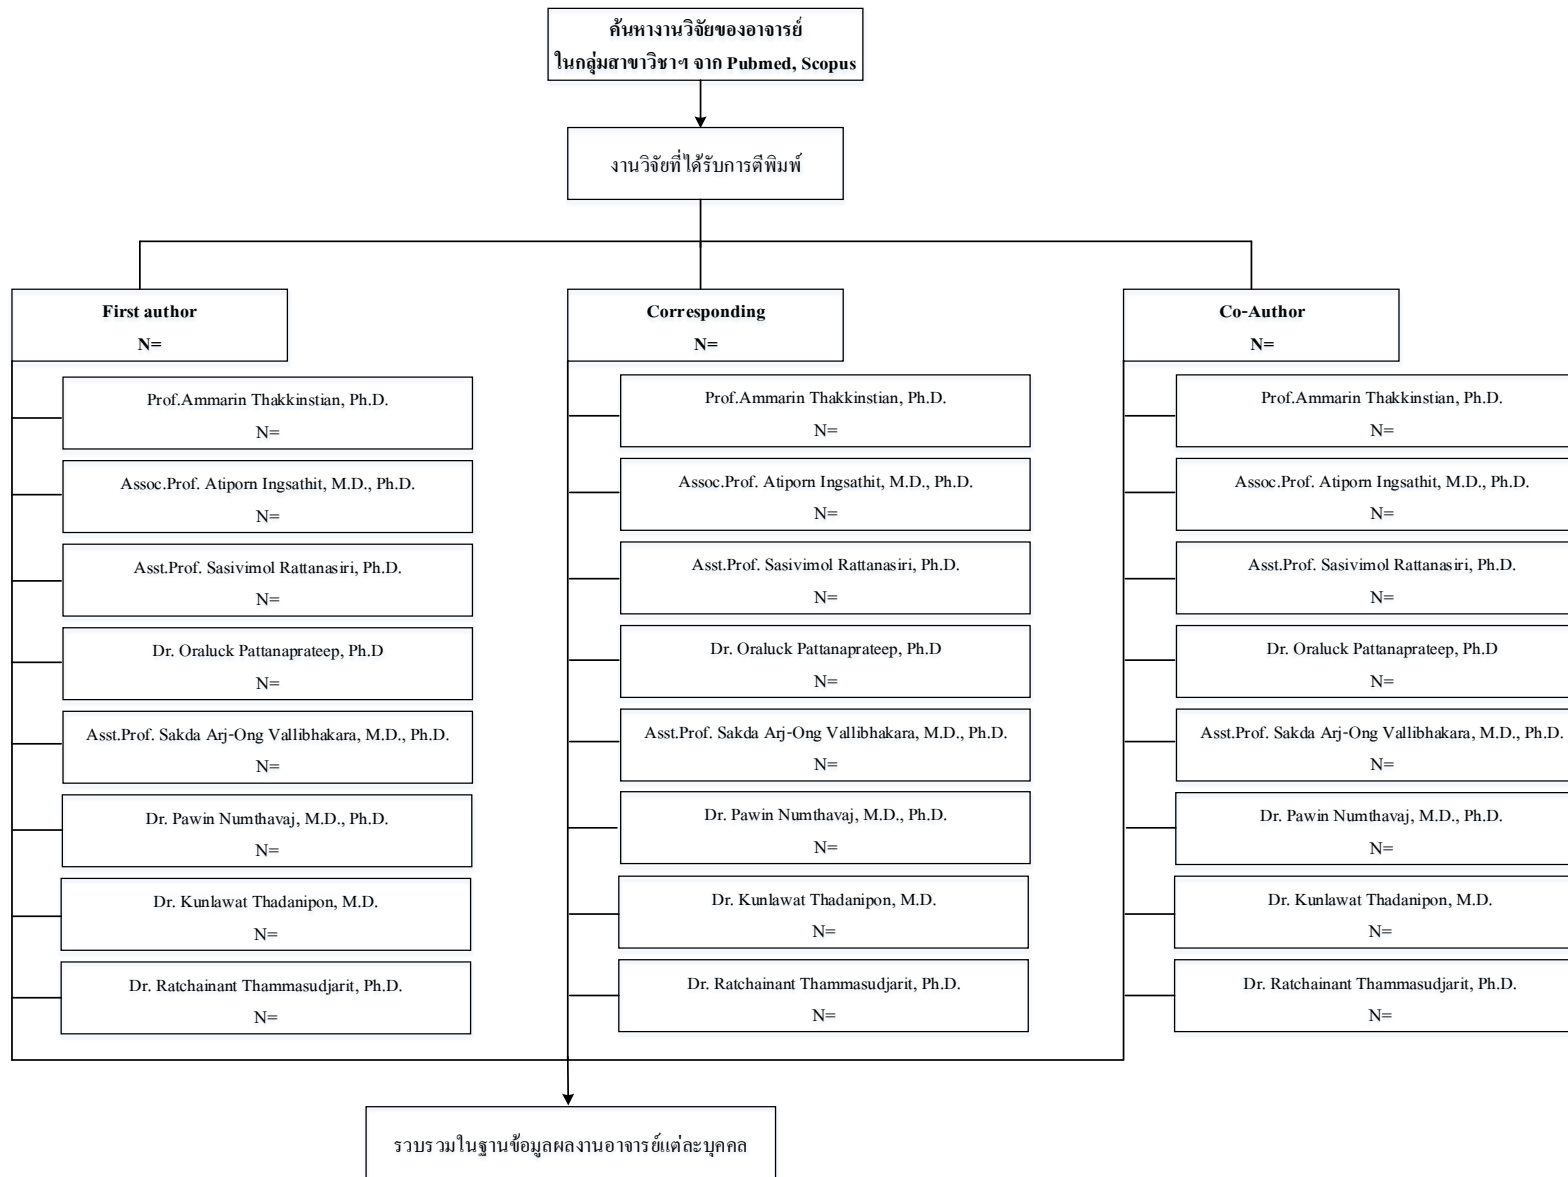 ค้นหางานวิจัยของอาจารย์
ในกลุ่มสาขาวิชาฯ จาก Pubmed, Scopus
งานวิจัยที่ได้รับการตีพิมพ์
First author
N=
Prof.Ammarin Thakkinstian, Ph.D.
N=
Assoc.Prof. Atiporn Ingsathit, M.D., Ph.D.
N=
Asst.Prof. Sasivimol Rattanasiri, Ph.D.
N=
Dr. Oraluck Pattanaprateep, Ph.D
N=
Asst.Prof. Sakda Arj-Ong Vallibhakara, M.D., Ph.D.
N=
Dr. Pawin Numthavaj, M.D., Ph.D.
N=
Dr. Kunlawat Thadanipon, M.D.
N=
Dr. Ratchainant Thammasudjarit, Ph.D.
N=
Corresponding
N=
Prof.Ammarin Thakkinstian, Ph.D.
N=
Assoc.Prof. Atiporn Ingsathit, M.D., Ph.D.
N=
Asst.Prof. Sasivimol Rattanasiri, Ph.D.
N=
Dr. Oraluck Pattanaprateep, Ph.D
N=
Asst.Prof. Sakda Arj-Ong Vallibhakara, M.D., Ph.D.
N=
Dr. Pawin Numthavaj, M.D., Ph.D.
N=
Dr. Kunlawat Thadanipon, M.D.
N=
Dr. Ratchainant Thammasudjarit, Ph.D.
N=
Co-Author
N=
Prof.Ammarin Thakkinstian, Ph.D.
N=
Assoc.Prof. Atiporn Ingsathit, M.D., Ph.D.
N=
Asst.Prof. Sasivimol Rattanasiri, Ph.D.
N=
Dr. Oraluck Pattanaprateep, Ph.D
N=
Asst.Prof. Sakda Arj-Ong Vallibhakara, M.D., Ph.D.
N=
Dr. Pawin Numthavaj, M.D., Ph.D.
N=
Dr. Kunlawat Thadanipon, M.D.
N=
Dr. Ratchainant Thammasudjarit, Ph.D.
N=
รวบรวมในฐานข้อมูลผลงานอาจารย์แต่ละบุคคล